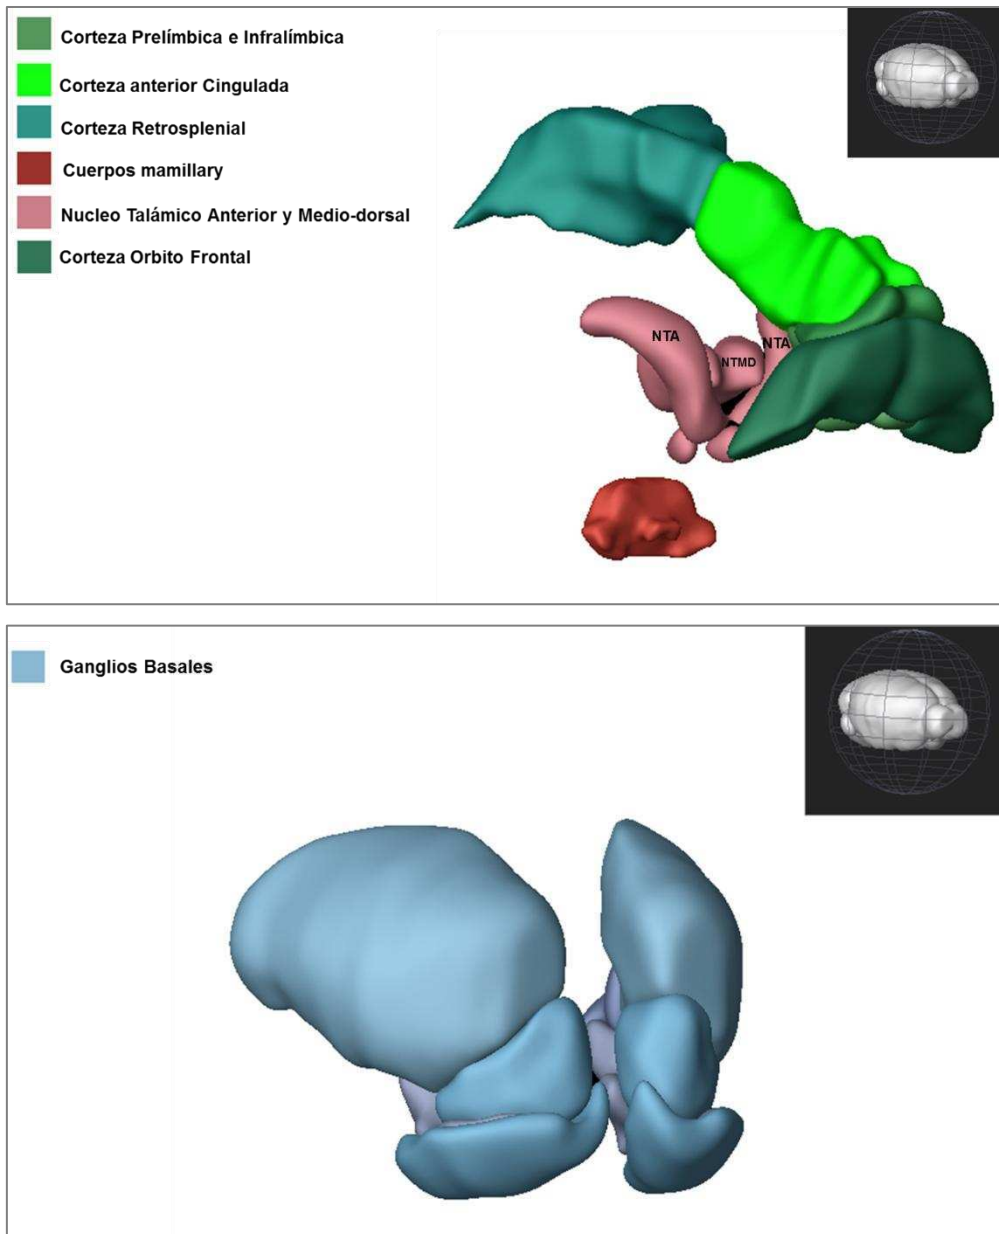 Corteza Prelímbica e Infralímbica
Corteza anterior Cingulada
Corteza Retrosplenial
Cuerpos mamillary
Nucleo Talámico Anterior y Medio-dorsal
Corteza Orbito Frontal
NTA
NTMD
NTA
Ganglios Basales